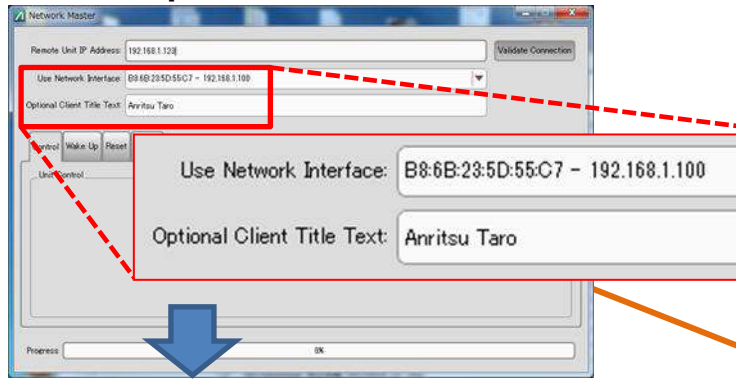 Network Master
Remote Unit IP Address: 192.168.1.123
Validate Connection
Use Network Interface: B8:6B:23:5D:55:C7 - 192.168.1.100
Optional Client Title Text: Anritsu Taro
Control Wake Up Reset
Unit Control
Use Network Interface: B8:6B:23:5D:55:C7 - 192.168.1.100
Optional Client Title Text: Anritsu Taro
Progress 0%